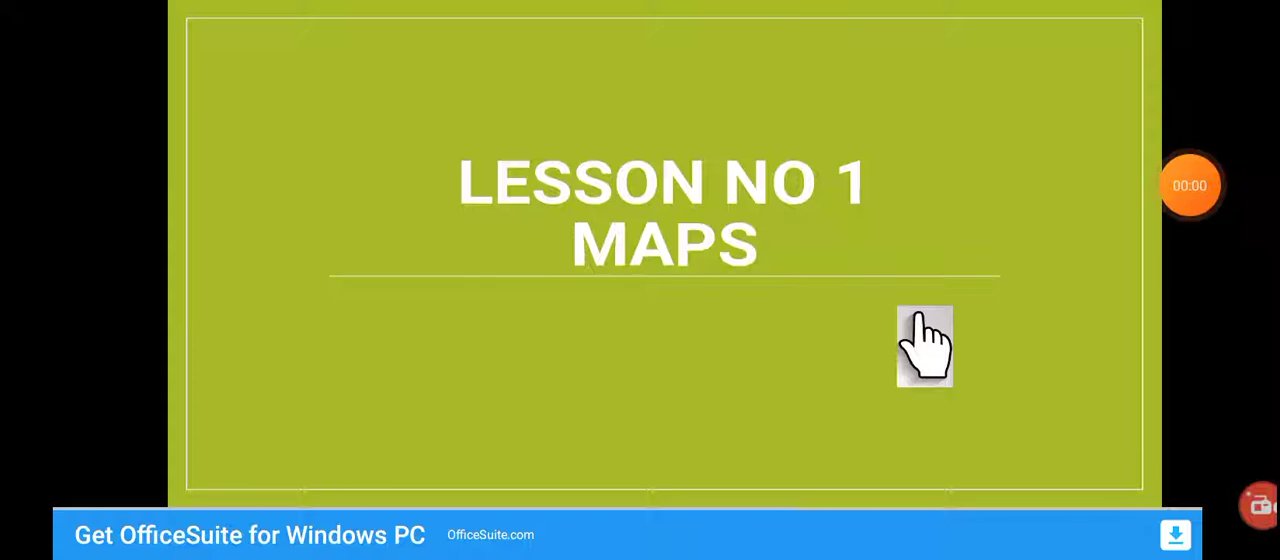 LESSON NO 1
MAPS
00:00
Get OfficeSuite for Windows PC OfficeSuite.com